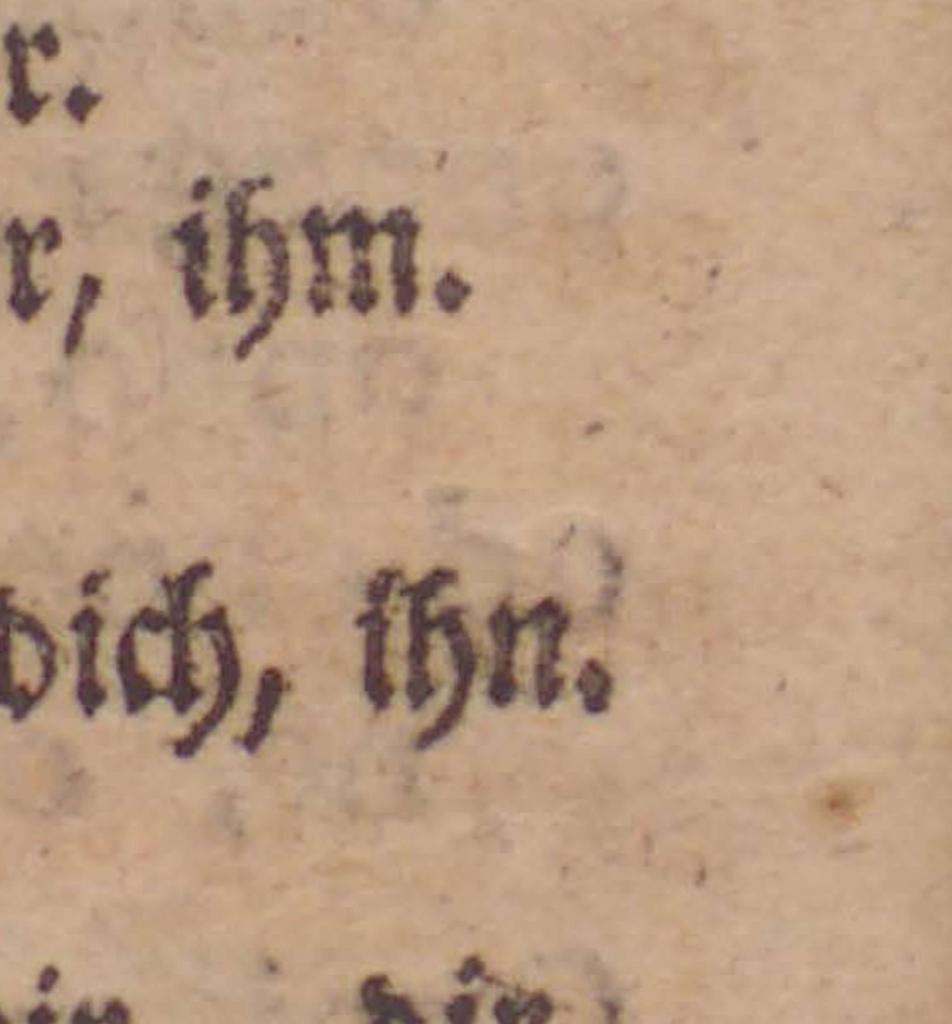 r.
r, ihm.
dich, ihn.